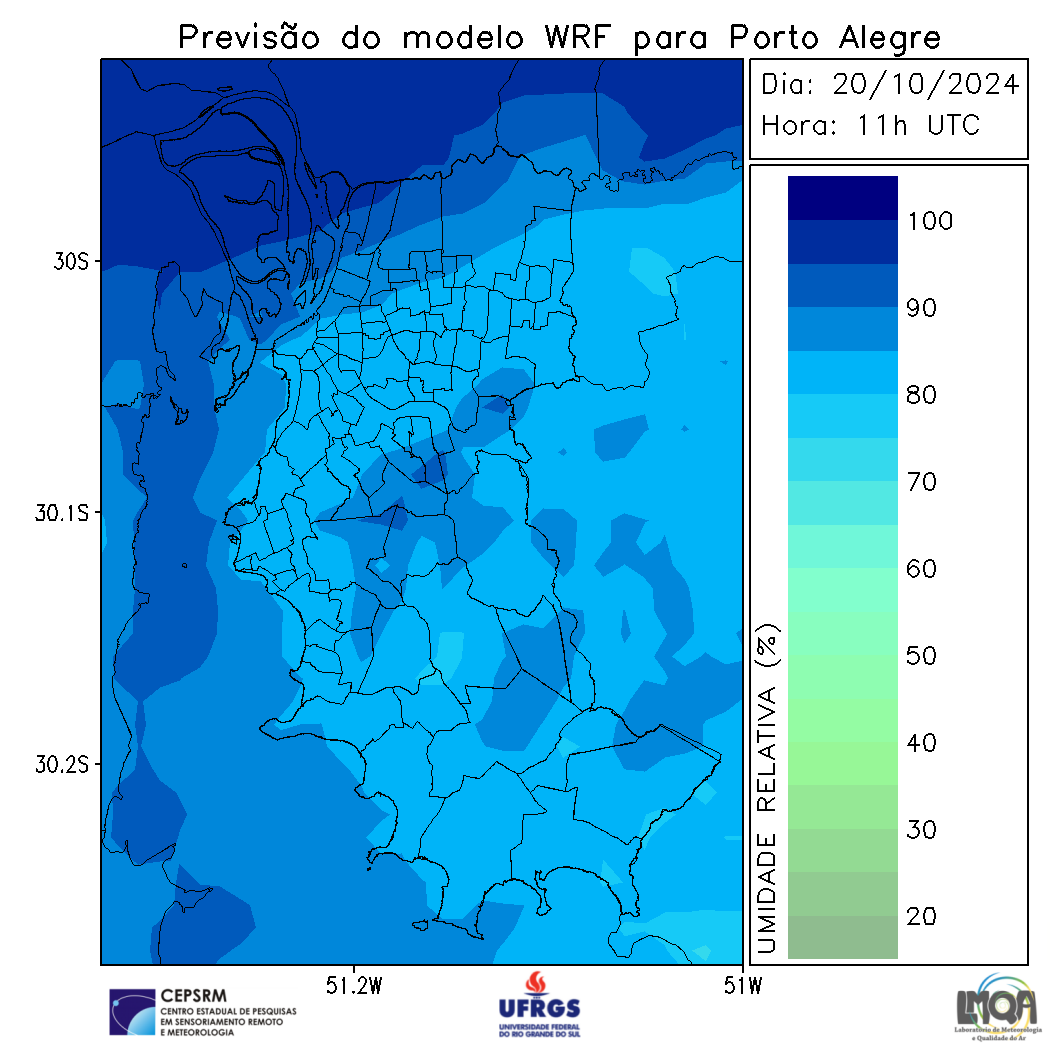 Previsão do modelo WRF para Porto Alegre
Dia: 20/10/2024
Hora: 11h UTC
100
90
80
70
60
50
40
30
20
UMIDADE RELATIVA (%)
30S
30.1S
30.2S
51.2W
51W
CEPSRM
CENTRO ESTADUAL DE PESQUISAS
EM SENSORIAMENTO REMOTO
E METEOROLOGIA
UFRGS
UNIVERSIDADE FEDERAL
DO RIO GRANDE DO SUL
LMQA
Laboratório de Meteorologia
e Qualidade do Ar